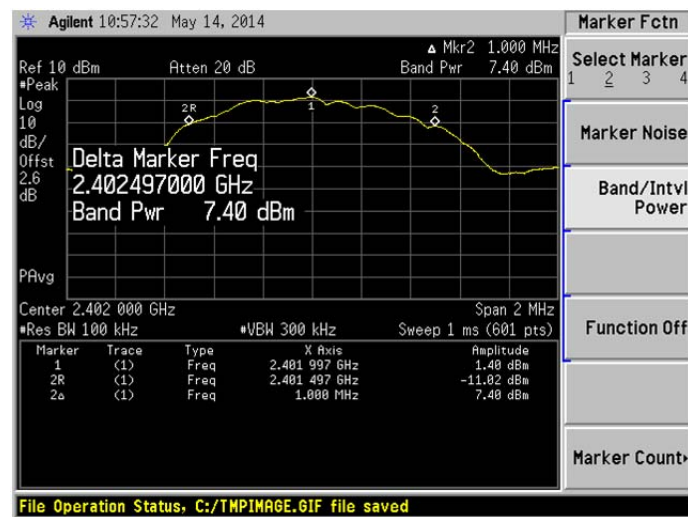 Agilent 10:57:32 May 14, 2014
Marker Fctn
Δ Mkr2 1.000 MHz
Ref 10 dBm Atten 20 dB Band Pwr 7.40 dBm
Select Marker
1 2 3 4
#Peak
Log
10
dB/
Offst
2.6
dB
2R
1
2
Marker Noise
Delta Marker Freq
2.402497000 GHz
Band Pwr 7.40 dBm
Band/Intvl
Power
PAvg
Center 2.402 000 GHz Span 2 MHz
#Res BW 100 kHz #VBW 300 kHz Sweep 1 ms (601 pts)
Function Off
Marker Trace Type X Axis Amplitude
1 (1) Freq 2.401 997 GHz 1.40 dBm
2R (1) Freq 2.401 497 GHz -11.02 dBm
2Δ (1) Freq 1.000 MHz 7.40 dBm
Marker Count
File Operation Status, C:/TMPIMAGE.GIF file saved